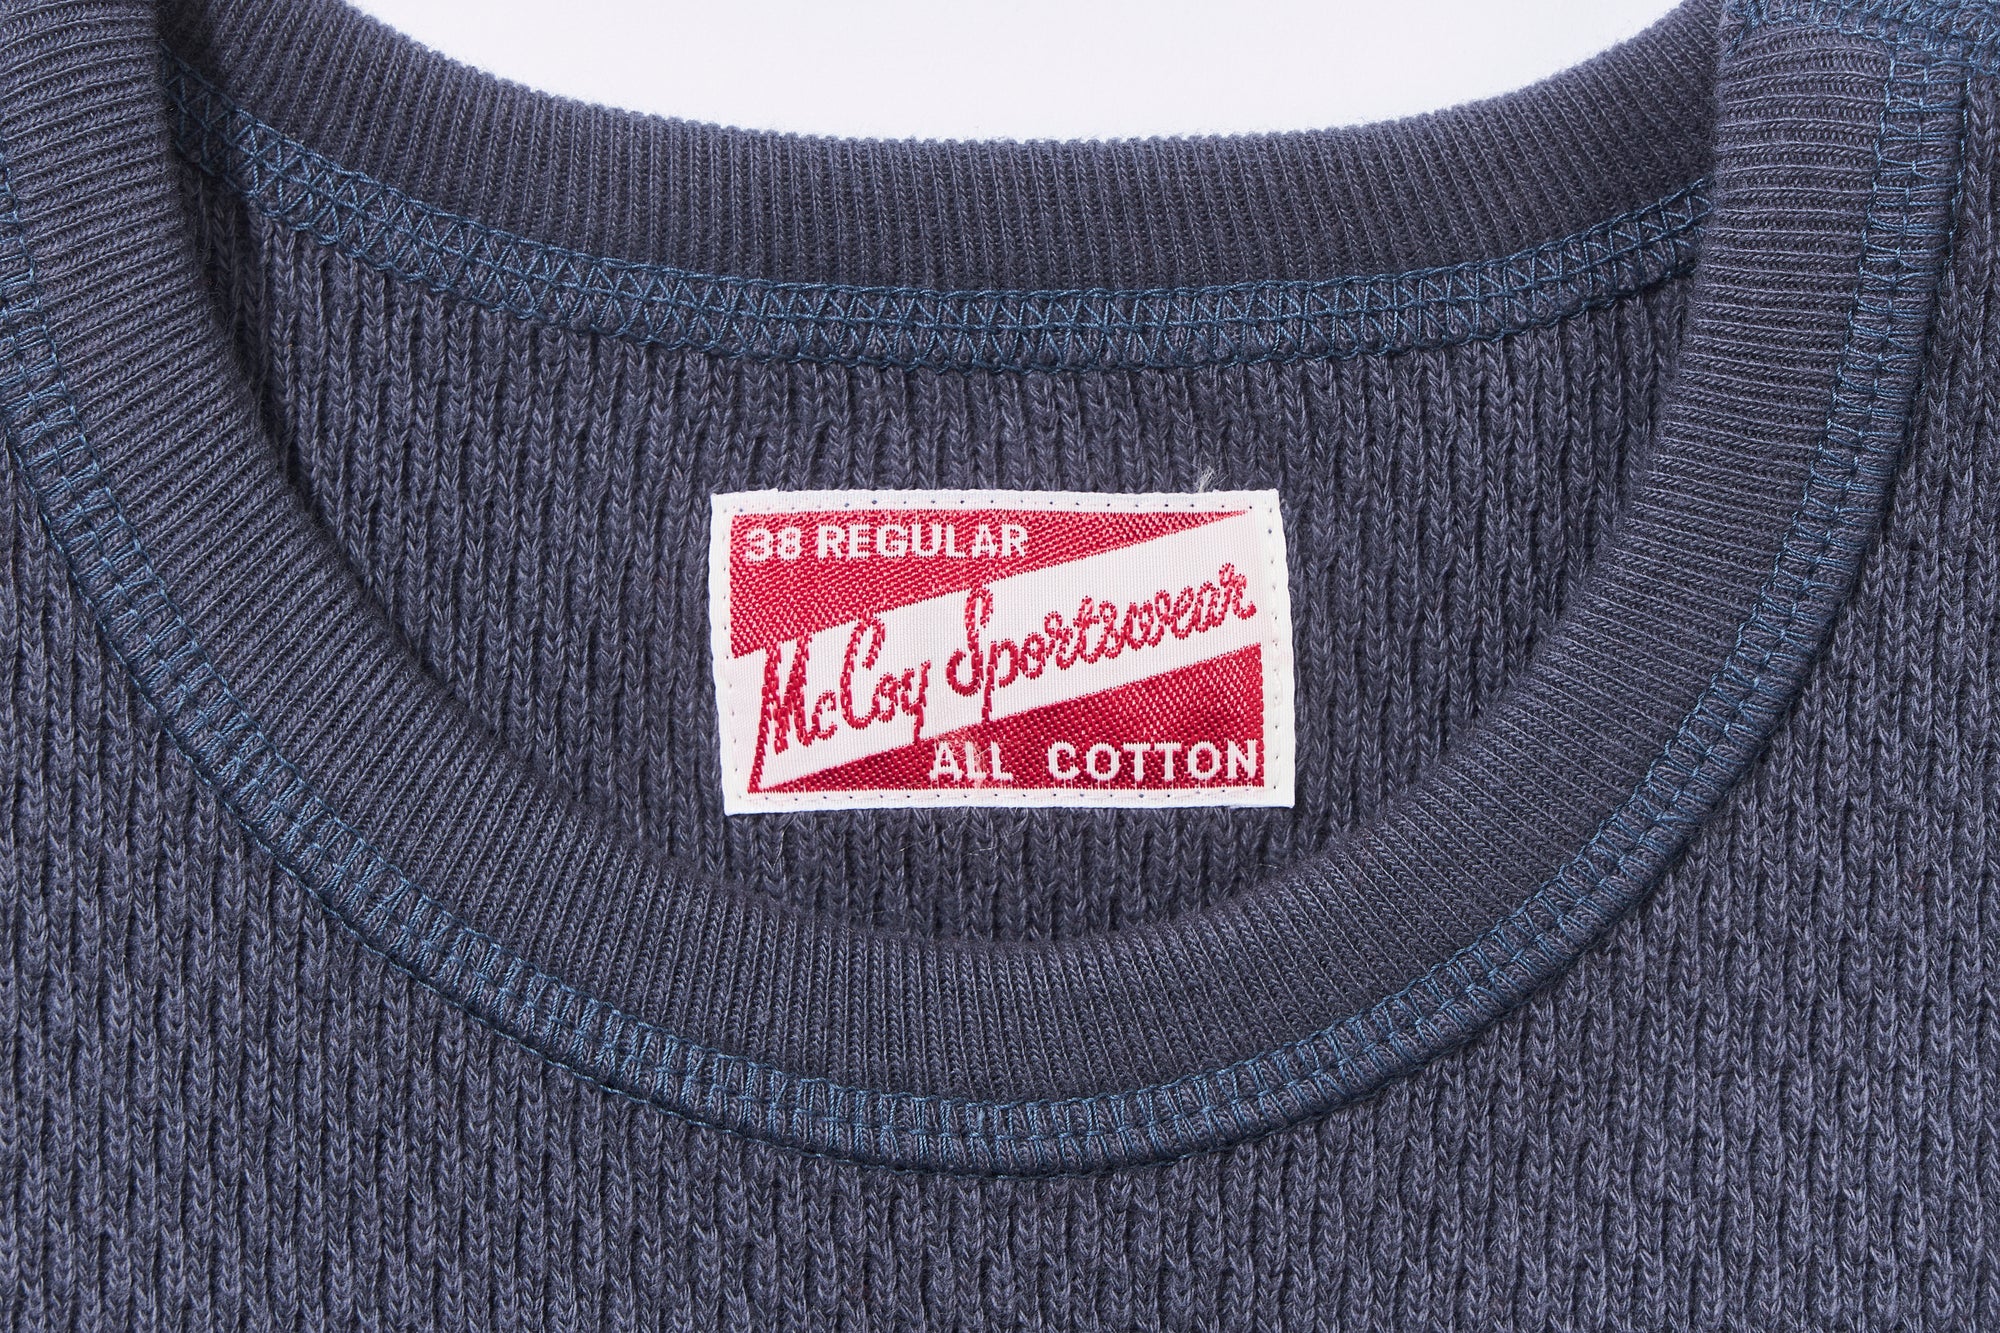 38 REGULAR
McCoy Sportswear
ALL COTTON